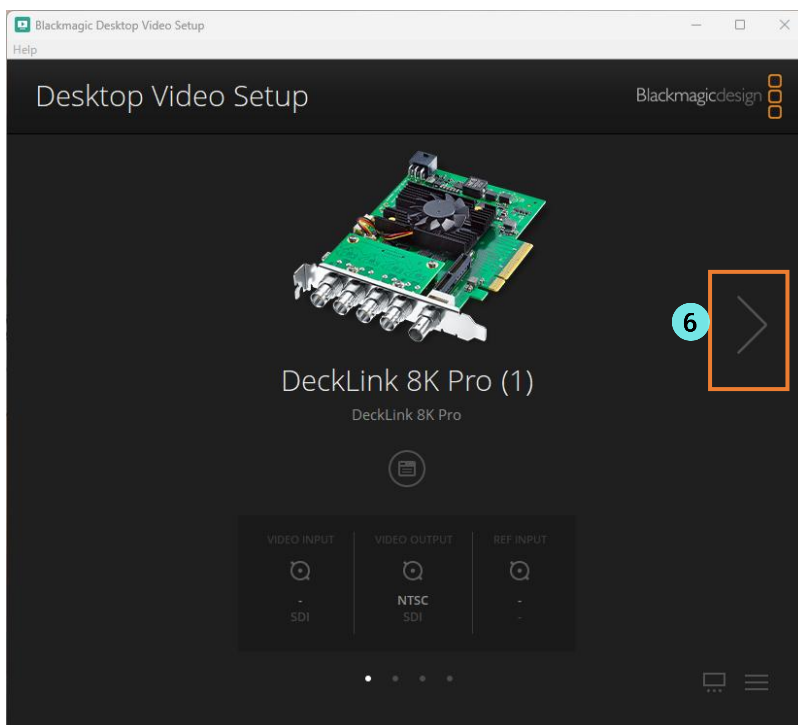 Blackmagic Desktop Video Setup
Help
Desktop Video Setup
Blackmagicdesign
6
DeckLink 8K Pro (1)
DeckLink 8K Pro
VIDEO INPUT
VIDEO OUTPUT
REF INPUT
-
NTSC
-
SDI
SDI
-